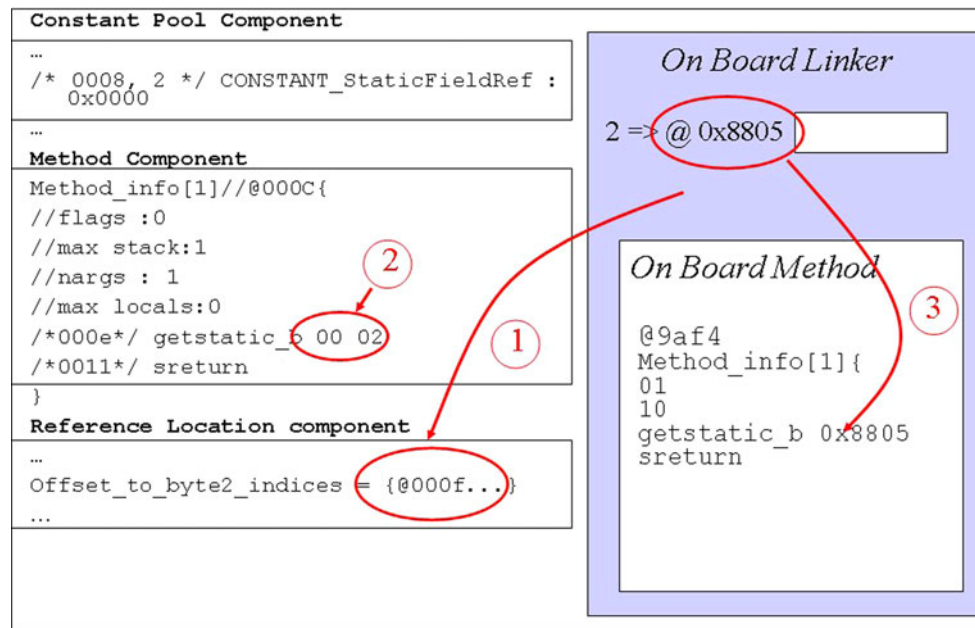 Constant Pool Component
…
/* 0008, 2 */ CONSTANT_StaticFieldRef :
0x0000
…
Method Component
Method_info[1]//@000C{
//flags :0
//max stack:1
//nargs : 1
//max locals:0
/*000e*/ getstatic_b 00 02
/*0011*/ sreturn
}
Reference Location component
…
Offset_to_byte2_indices = {@000f...}
...
2
1
On Board Linker
2 => @ 0x8805
3
On Board Method
@9af4
Method_info[1]{
01
10
getstatic_b 0x8805
sreturn